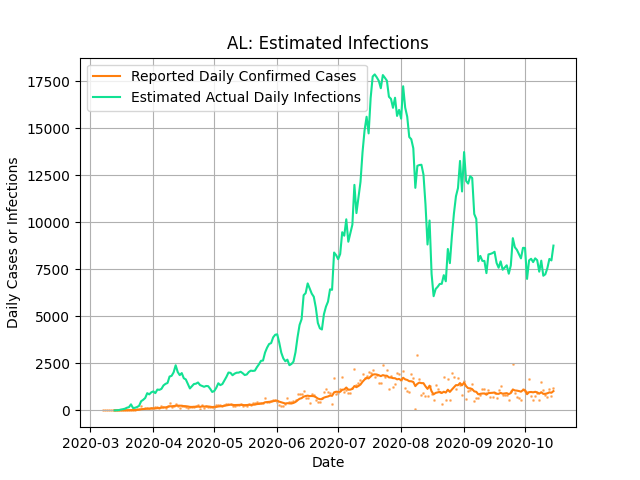 AL: Estimated Infections
Reported Daily Confirmed Cases
Estimated Actual Daily Infections
Daily Cases or Infections
17500
15000
12500
10000
7500
5000
2500
0
2020-03 2020-04 2020-05 2020-06 2020-07 2020-08 2020-09 2020-10
Date